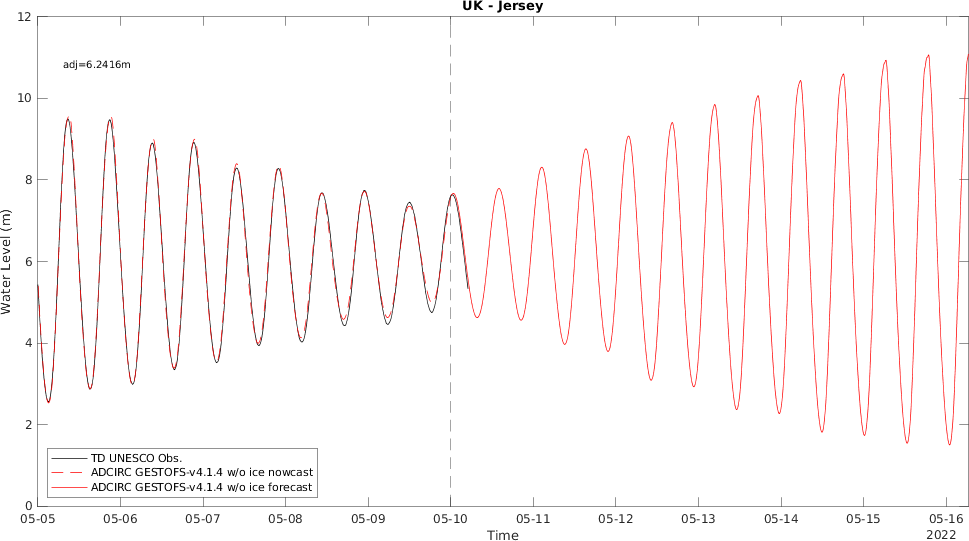 UK - Jersey
adj=6.2416m
12
10
8
6
4
2
0
Water Level (m)
TD UNESCO Obs.
ADCIRC GESTOFS-v4.1.4 w/o ice nowcast
ADCIRC GESTOFS-v4.1.4 w/o ice forecast
05-05 05-06 05-07 05-08 05-09 05-10 05-11 05-12 05-13 05-14 05-15 05-16
Time
2022